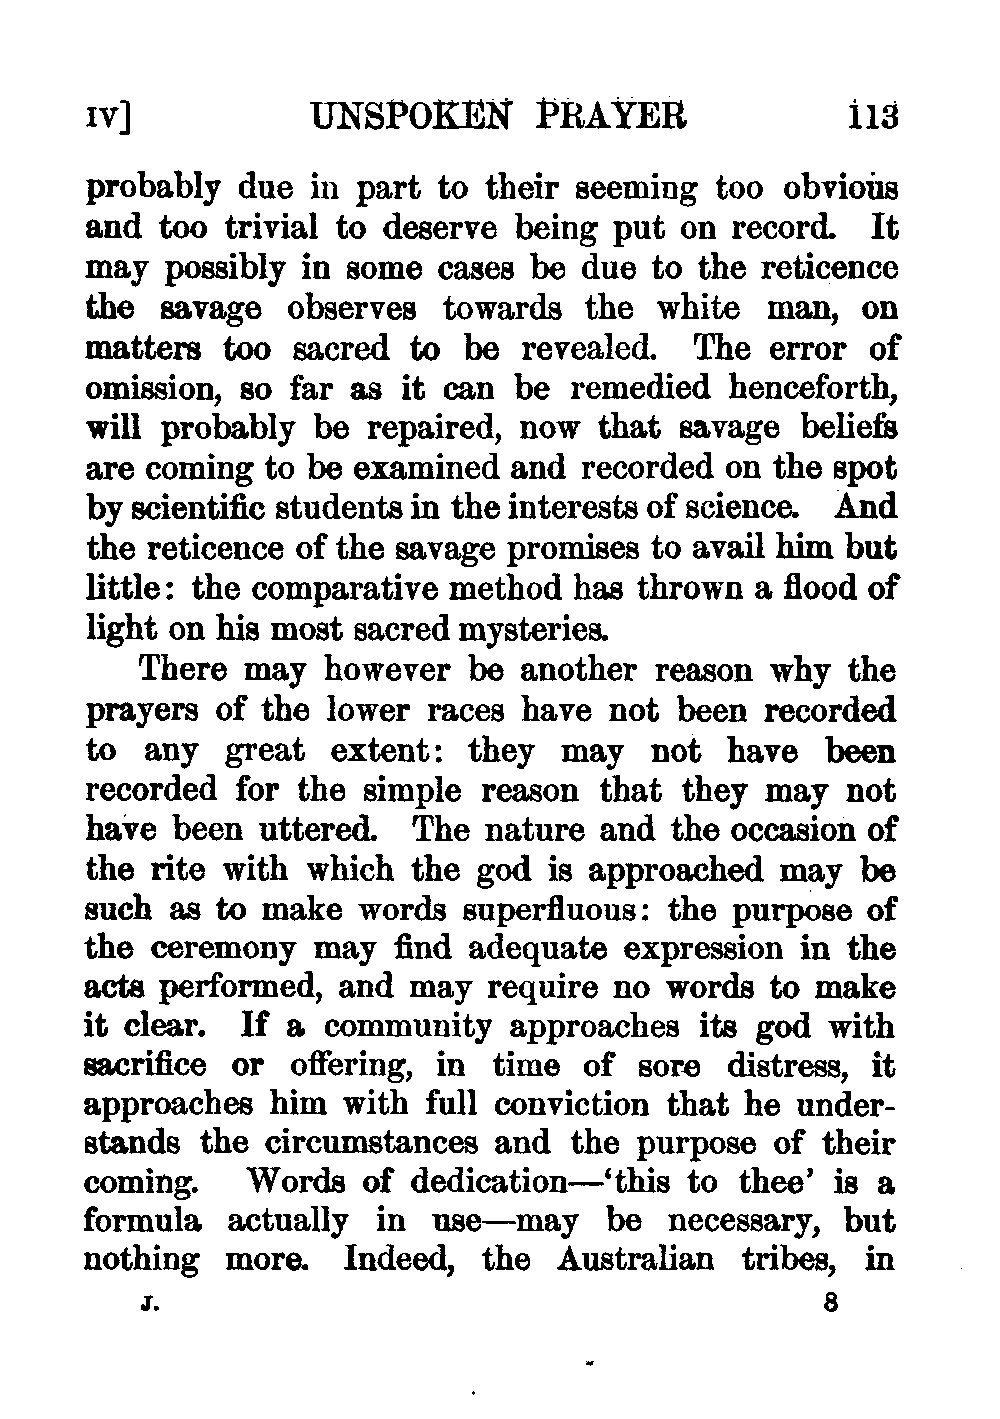 IV] UNSPOKEN PRAYER 113
probably due in part to their seeming too obvious
and too trivial to deserve being put on record. It
may possibly in some cases be due to the reticence
the savage observes towards the white man, on
matters too sacred to be revealed. The error of
omission, so far as it can be remedied henceforth,
will probably be repaired, now that savage beliefs
are coming to be examined and recorded on the spot
by scientific students in the interests of science. And
the reticence of the savage promises to avail him but
little: the comparative method has thrown a flood of
light on his most sacred mysteries.
There may however be another reason why the
prayers of the lower races have not been recorded
to any great extent: they may not have been
recorded for the simple reason that they may not
have been uttered. The nature and the occasion of
the rite with which the god is approached may be
such as to make words superfluous: the purpose of
the ceremony may find adequate expression in the
acts performed, and may require no words to make
it clear. If a community approaches its god with
sacrifice or offering, in time of sore distress, it
approaches him with full conviction that he under-
stands the circumstances and the purpose of their
coming. Words of dedication—‘this to thee’ is a
formula actually in use—may be necessary, but
nothing more. Indeed, the Australian tribes, in
J. 8